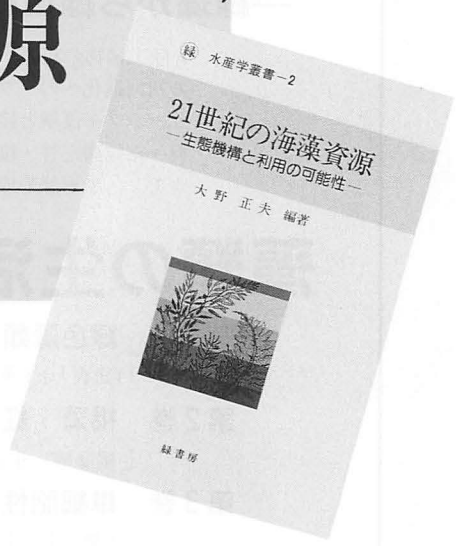 源
緑 水産学叢書－2
21世紀の海藻資源
―生態機構と利用の可能性―
大野 正夫 編著
緑書房